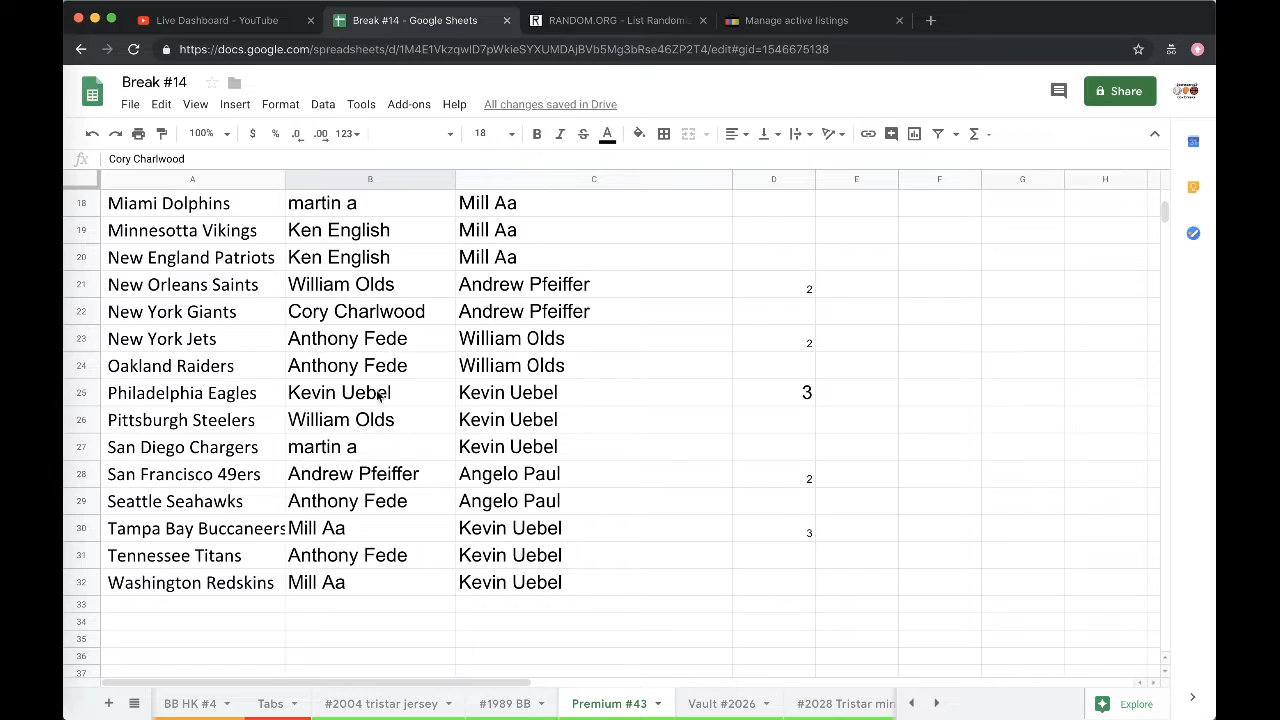 Live Dashboard - YouTube × Break #14 - Google Sheets × RANDOM.ORG - List Randomi × Manage active listings × +
https://docs.google.com/spreadsheets/d/1M4E1VkzqwID7pWkieSYXUMDAjBVb5Mg3bRse46ZP2T4/edit#gid=1546675138
Break #14
File Edit View Insert Format Data Tools Add-ons Help All changes saved in Drive
Share
100% $ % .0 .00 123 18 B I S A Σ
fx Cory Charlwood
A B C D E F G H
18 Miami Dolphins martin a Mill Aa
19 Minnesotta Vikings Ken English Mill Aa
20 New England Patriots Ken English Mill Aa
21 New Orleans Saints William Olds Andrew Pfeiffer 2
22 New York Giants Cory Charlwood Andrew Pfeiffer
23 New York Jets Anthony Fede William Olds 2
24 Oakland Raiders Anthony Fede William Olds
25 Philadelphia Eagles Kevin Uebel Kevin Uebel 3
26 Pittsburgh Steelers William Olds Kevin Uebel
27 San Diego Chargers martin a Kevin Uebel
28 San Francisco 49ers Andrew Pfeiffer Angelo Paul 2
29 Seattle Seahawks Anthony Fede Angelo Paul
30 Tampa Bay Buccaneers Mill Aa Kevin Uebel 3
31 Tennessee Titans Anthony Fede Kevin Uebel
32 Washington Redskins Mill Aa Kevin Uebel
33
34
35
36
37
+ BB HK #4 Tabs #2004 tristar jersey #1989 BB Premium #43 Vault #2026 #2028 Tristar min Explore